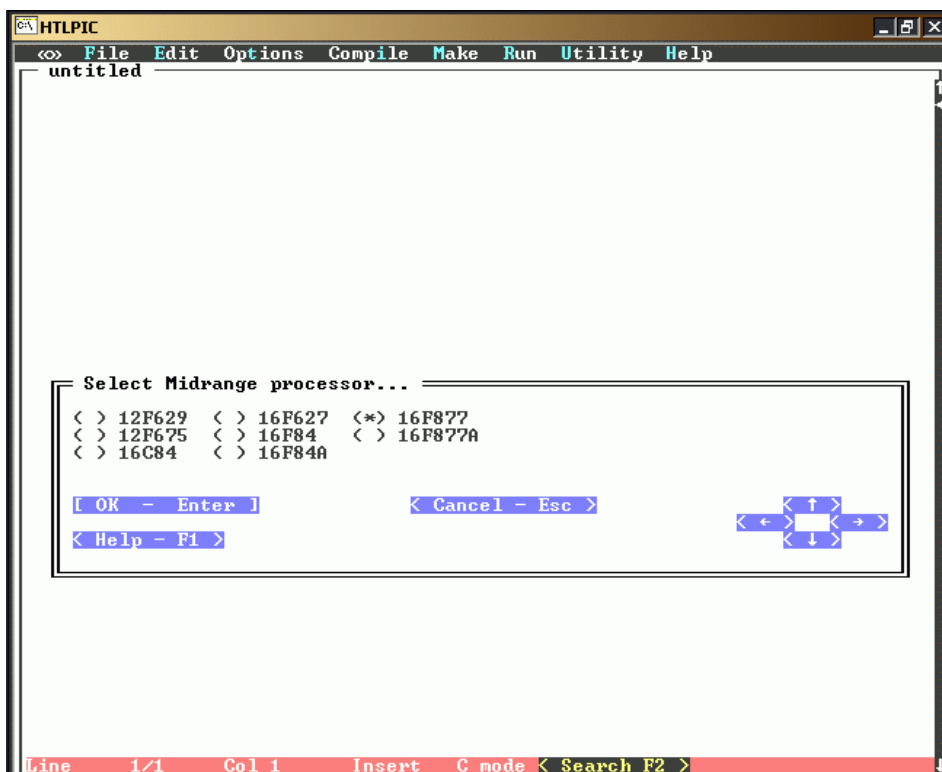 C:\ HTLPIC
<o> File Edit Options Compile Make Run Utility Help
untitled
Select Midrange processor...
( ) 12F629 ( ) 16F627 (*) 16F877
( ) 12F675 ( ) 16F84 ( ) 16F877A
( ) 16C84 ( ) 16F84A
[ OK - Enter ] < Cancel - Esc > < ↑ >
< ← > < → >
< Help - F1 > < ↓ >
Line 1/1 Col 1 Insert C mode < Search F2 >